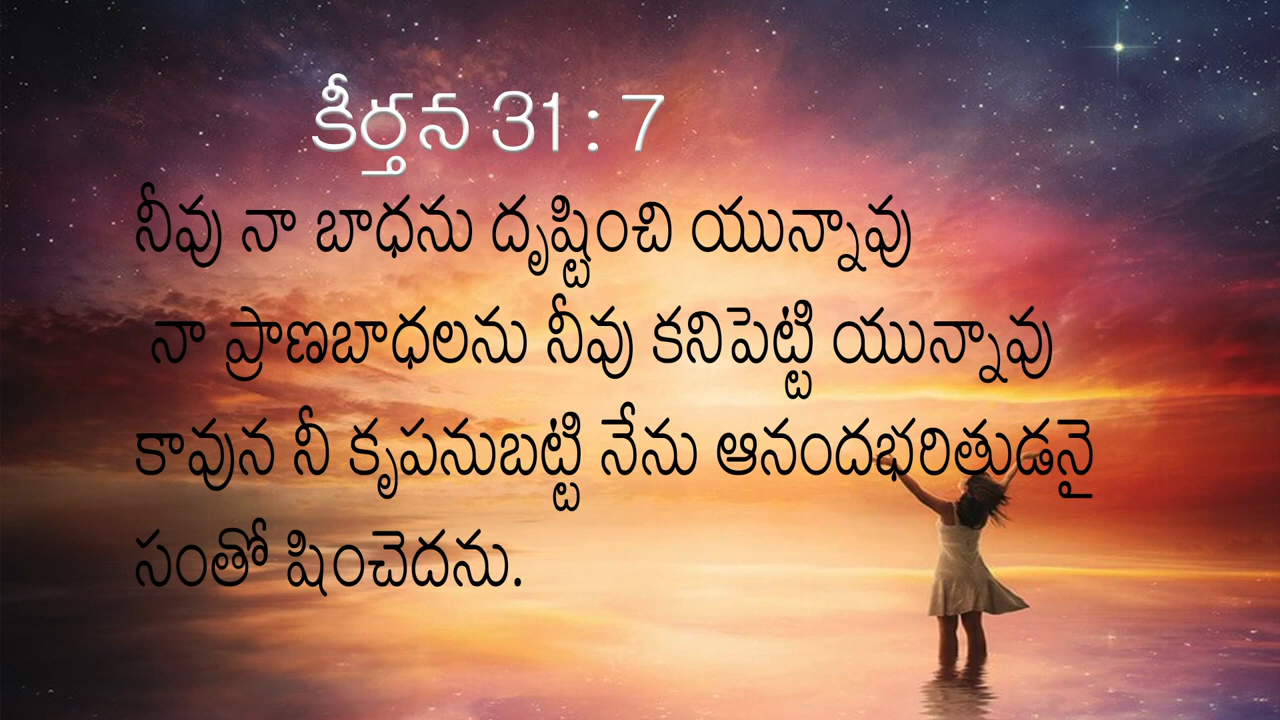 కీర్తన 31 : 7
నీవు నా బాధను దృష్టించి యున్నావు
నా ప్రాణబాధలను నీవు కనిపెట్టి యున్నావు
కావున నీ కృపనుబట్టి నేను ఆనందభరితుడనై
సంతో షించెదను.